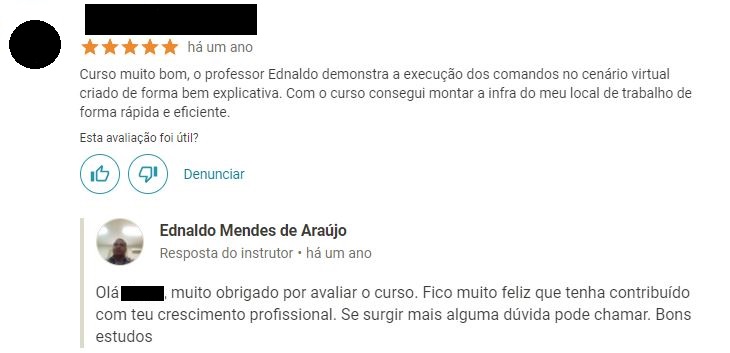 há um ano
Curso muito bom, o professor Ednaldo demonstra a execução dos comandos no cenário virtual
criado de forma bem explicativa. Com o curso consegui montar a infra do meu local de trabalho de
forma rápida e eficiente.
Esta avaliação foi útil?
Denunciar
Ednaldo Mendes de Araújo
Resposta do instrutor • há um ano
Olá , muito obrigado por avaliar o curso. Fico muito feliz que tenha contribuído
com teu crescimento profissional. Se surgir mais alguma dúvida pode chamar. Bons
estudos